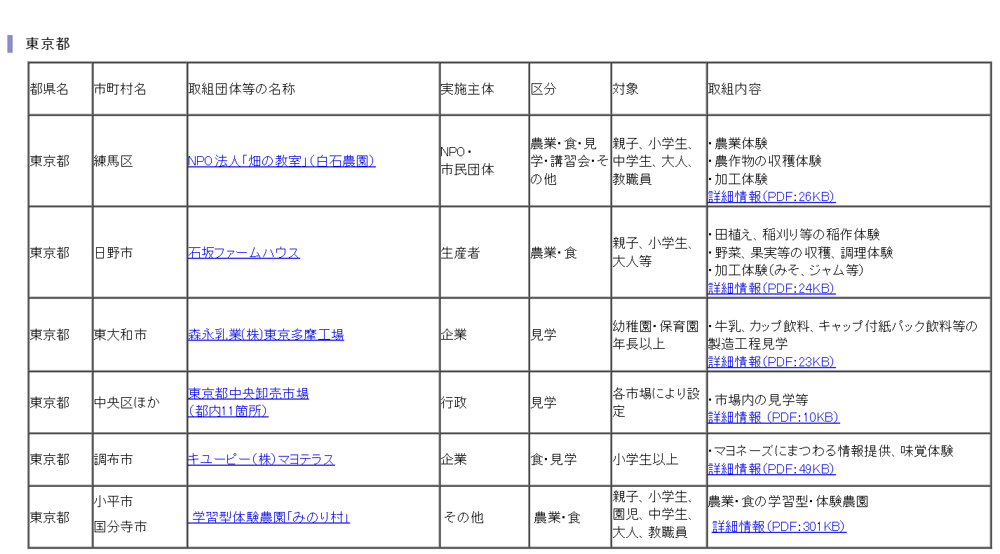 東京都
都県名 市町村名 取組団体等の名称 実施主体 区分 対象 取組内容
東京都
練馬区
NPO法人「畑の教室」（白石農園）
NPO・
市民団体
農業・食・見
学・講習会・そ
の他
親子、小学生、
中学生、大人、
教職員
・農業体験
・農作物の収穫体験
・加工体験
詳細情報（PDF：26KB）
東京都
日野市
石坂ファームハウス
生産者
農業・食
親子、小学生、
大人等
・田植え、稲刈り等の稲作体験
・野菜、果実等の収穫、調理体験
・加工体験（みそ、ジャム等）
詳細情報（PDF：24KB）
東京都
東大和市
森永乳業(株)東京多摩工場
企業
見学
幼稚園・保育園
年長以上
・牛乳、カップ飲料、キャップ付紙パック飲料等の
製造工程見学
詳細情報（PDF：23KB）
東京都
中央区ほか
東京都中央卸売市場
（都内11箇所）
行政
見学
各市場により設
定
・市場内の見学等
詳細情報 （PDF：10KB）
東京都
調布市
キユーピー（株）マヨテラス
企業
食・見学
小学生以上
・マヨネーズにまつわる情報提供、味覚体験
詳細情報（PDF：49KB）
東京都
小平市
国分寺市
学習型体験農園「みのり村」
その他
農業・食
親子、小学生、
園児、中学生、
大人、教職員
農業・食の学習型・体験農園
詳細情報（PDF：301KB）